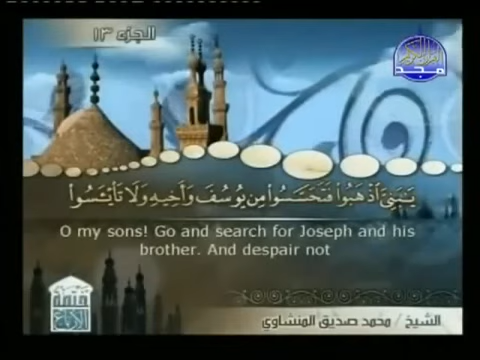 الجزء ١٣
مجد
يَٰبَنِىَّ ٱذْهَبُوا۟ فَتَحَسَّسُوا۟ مِن يُوسُفَ وَأَخِيهِ وَلَا تَا۟يْـَٔسُوا۟
O my sons! Go and search for Joseph and his
brother. And despair not
الشيخ / محمد صديق المنشاوي